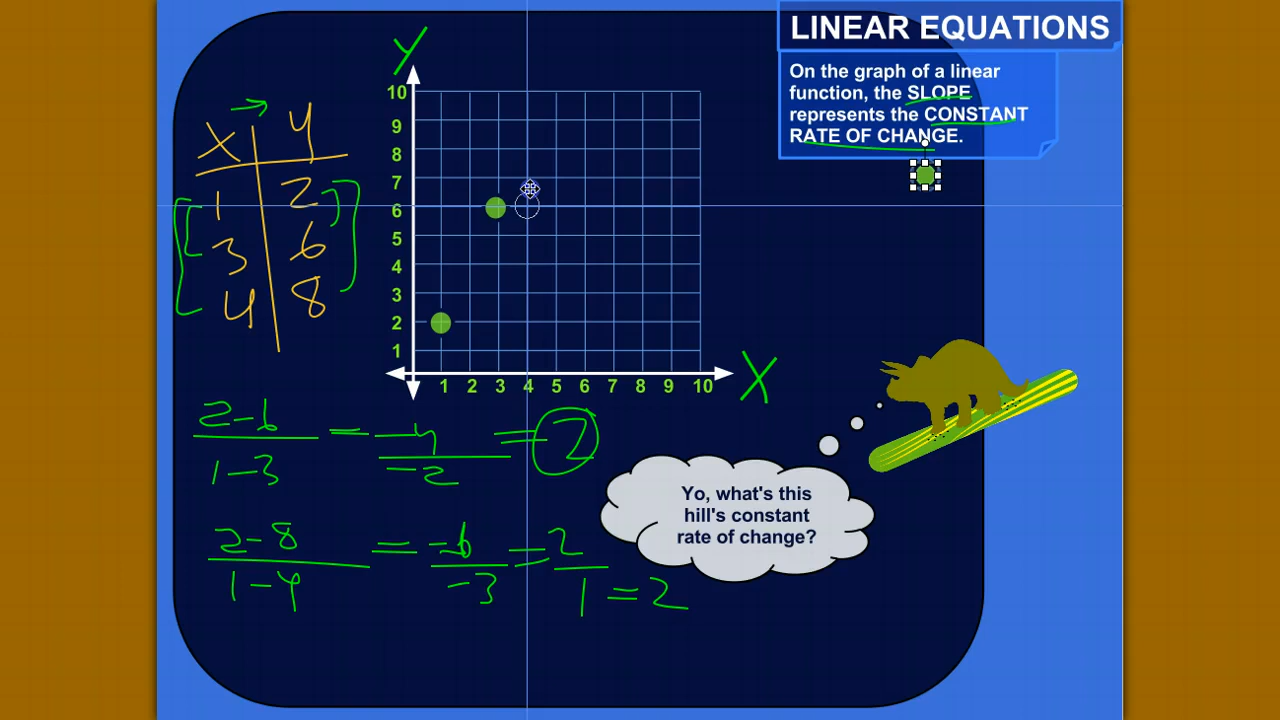 LINEAR EQUATIONS
On the graph of a linear
function, the SLOPE
represents the CONSTANT
RATE OF CHANGE.
X Y
1 2
3 6
4 8
Y
10
9
8
7
6
5
4
3
2
1
1 2 3 4 5 6 7 8 9 10
X
2-6
1-3
= -4
-2
= 2
2-8
1-4
= -6
-3
= 2
1
= 2
Yo, what's this
hill's constant
rate of change?